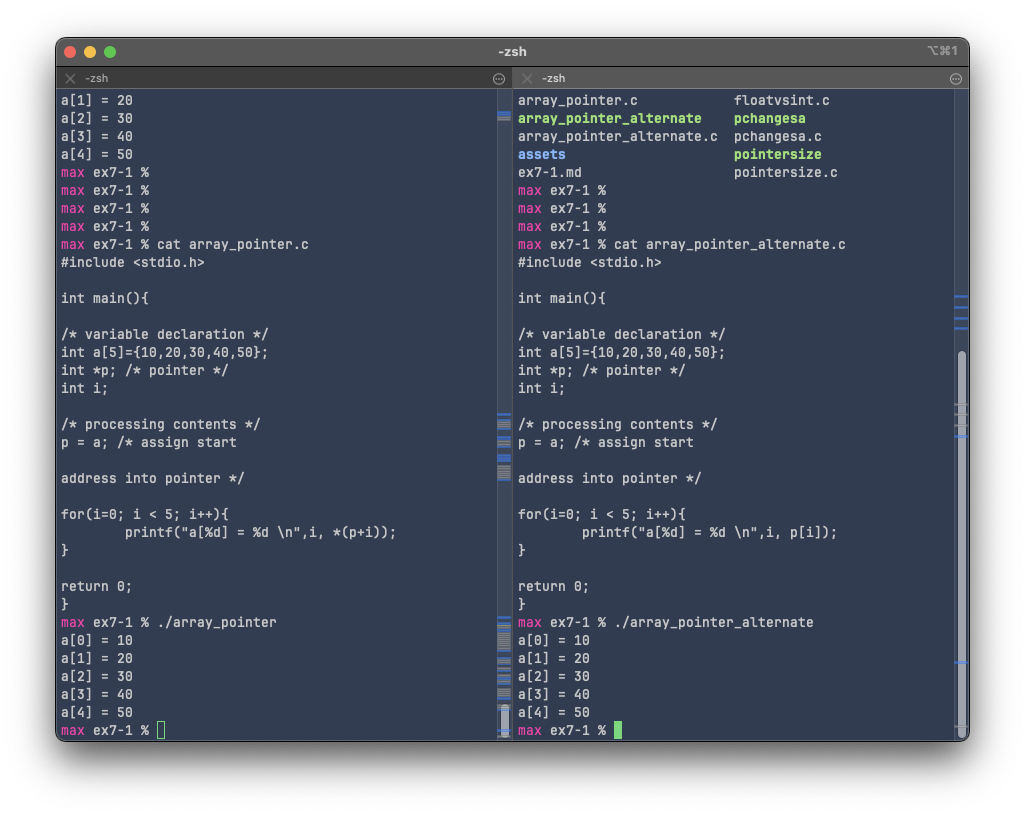 -zsh
⌥⌘1
-zsh
a[1] = 20
a[2] = 30
a[3] = 40
a[4] = 50
max ex7-1 %
max ex7-1 %
max ex7-1 %
max ex7-1 %
max ex7-1 % cat array_pointer.c
#include <stdio.h>

int main(){

/* variable declaration */
int a[5]={10,20,30,40,50};
int *p; /* pointer */
int i;

/* processing contents */
p = a; /* assign start

address into pointer */

for(i=0; i < 5; i++){
        printf("a[%d] = %d \n",i, *(p+i));
}

return 0;
}
max ex7-1 % ./array_pointer
a[0] = 10
a[1] = 20
a[2] = 30
a[3] = 40
a[4] = 50
max ex7-1 %
-zsh
array_pointer.c            floatvsint.c
array_pointer_alternate    pchangesa
array_pointer_alternate.c  pchangesa.c
assets                     pointersize
ex7-1.md                   pointersize.c
max ex7-1 %
max ex7-1 %
max ex7-1 %
max ex7-1 % cat array_pointer_alternate.c
#include <stdio.h>

int main(){

/* variable declaration */
int a[5]={10,20,30,40,50};
int *p; /* pointer */
int i;

/* processing contents */
p = a; /* assign start

address into pointer */

for(i=0; i < 5; i++){
        printf("a[%d] = %d \n",i, p[i]);
}

return 0;
}
max ex7-1 % ./array_pointer_alternate
a[0] = 10
a[1] = 20
a[2] = 30
a[3] = 40
a[4] = 50
max ex7-1 %